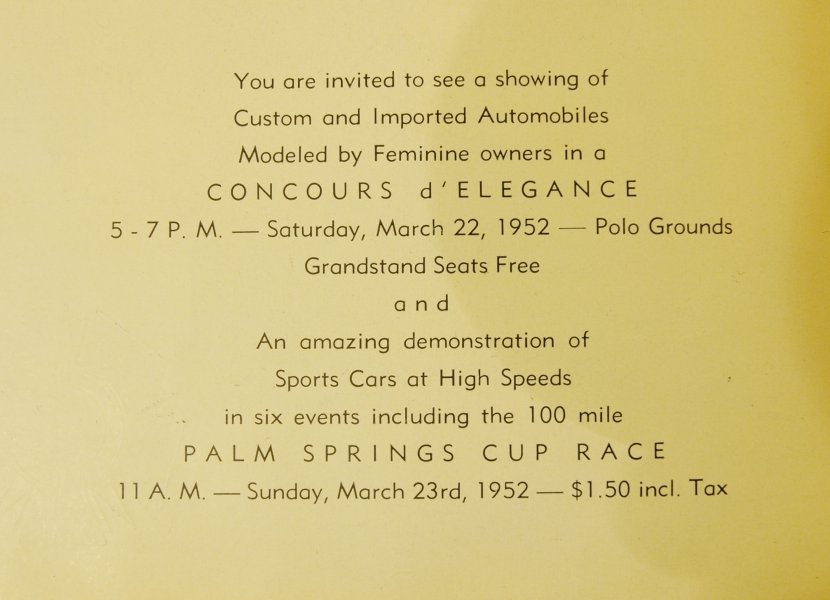 You are invited to see a showing of
Custom and Imported Automobiles
Modeled by Feminine owners in a
CONCOURS d'ELEGANCE
5 - 7 P. M. — Saturday, March 22, 1952 — Polo Grounds
Grandstand Seats Free
and
An amazing demonstration of
Sports Cars at High Speeds
in six events including the 100 mile
PALM SPRINGS CUP RACE
11 A. M. — Sunday, March 23rd, 1952 — $1.50 incl. Tax